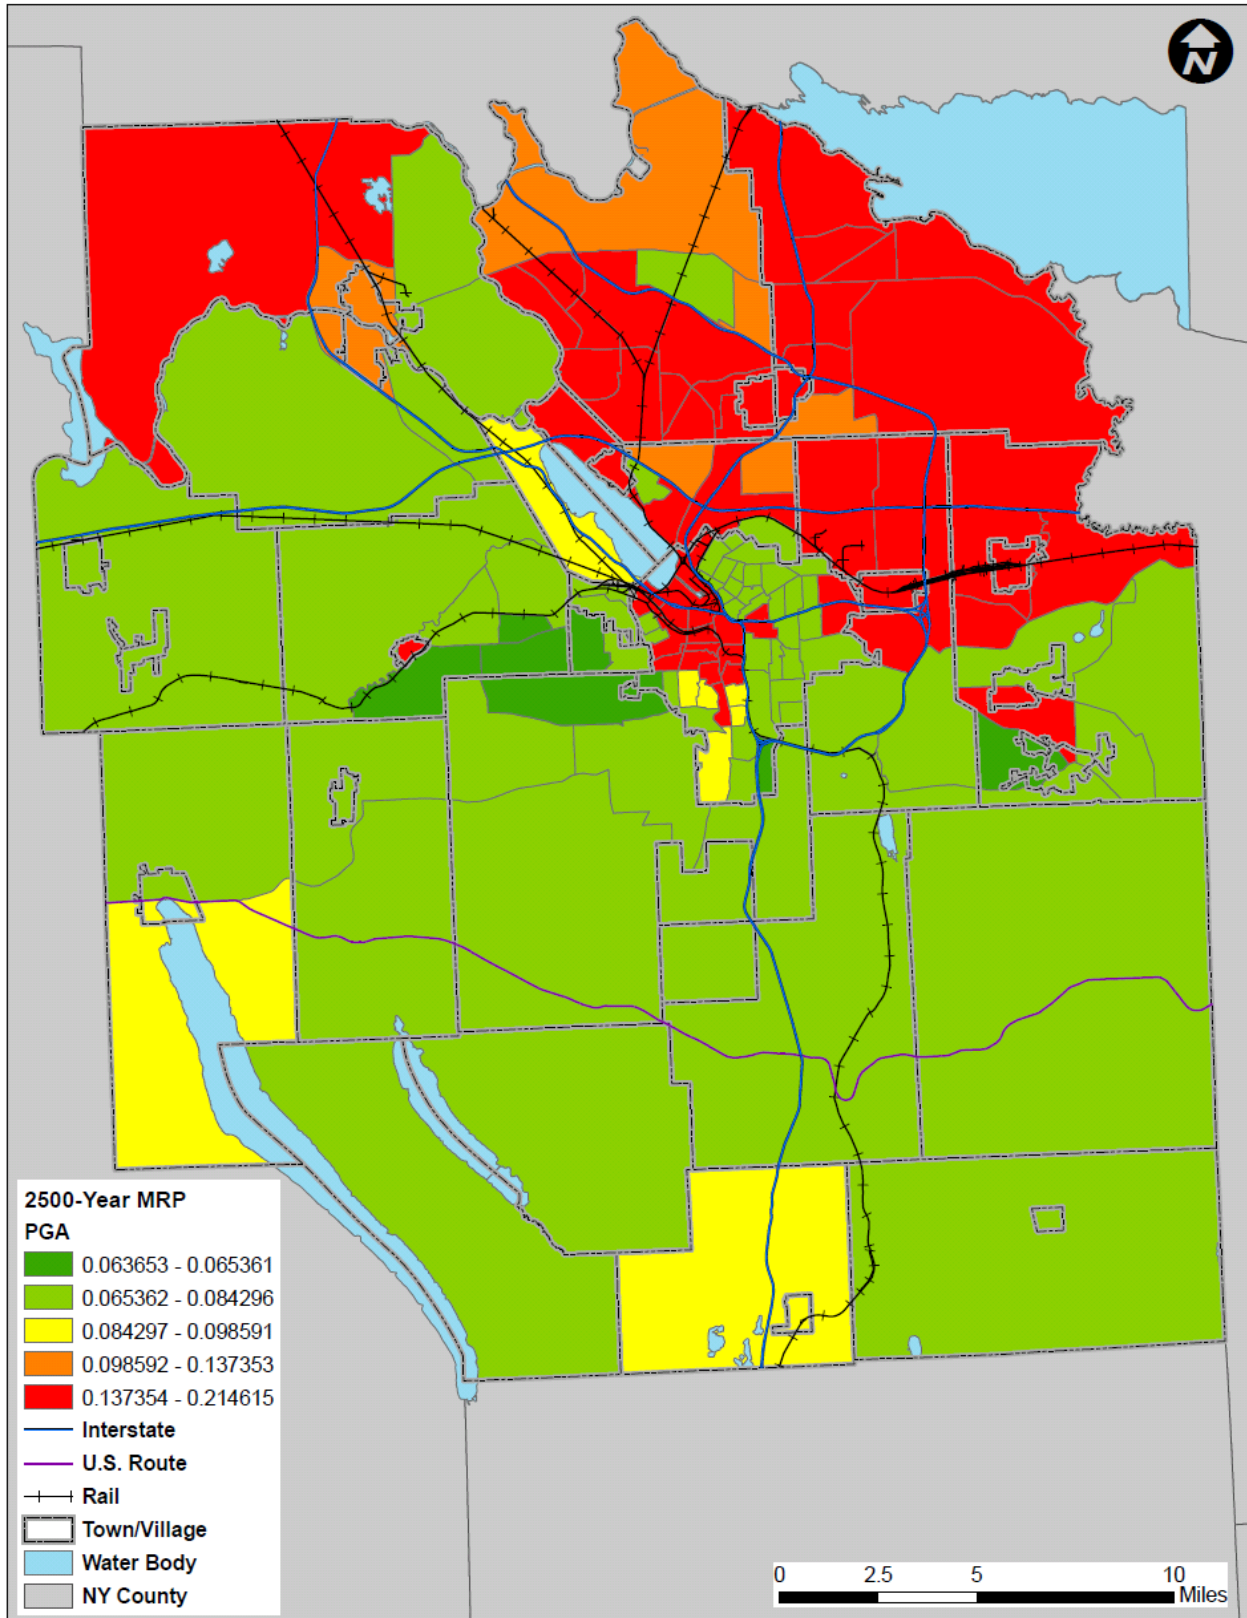 N
2500-Year MRP
PGA
0.063653 - 0.065361
0.065362 - 0.084296
0.084297 - 0.098591
0.098592 - 0.137353
0.137354 - 0.214615
Interstate
U.S. Route
Rail
Town/Village
Water Body
NY County
0 2.5 5 10
Miles